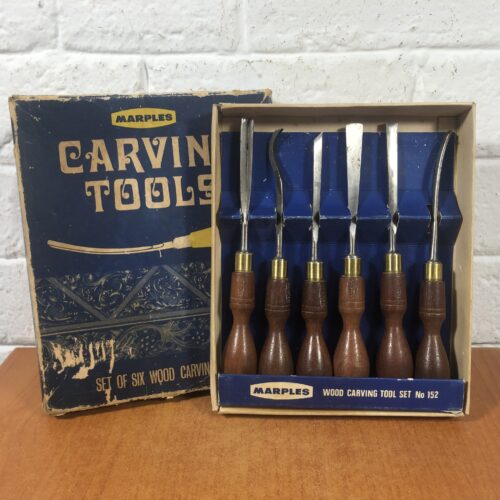 MARPLES
CARVIN
TOOLS
SET OF SIX WOOD CARVIN
MARPLES
WOOD CARVING TOOL SET No 152